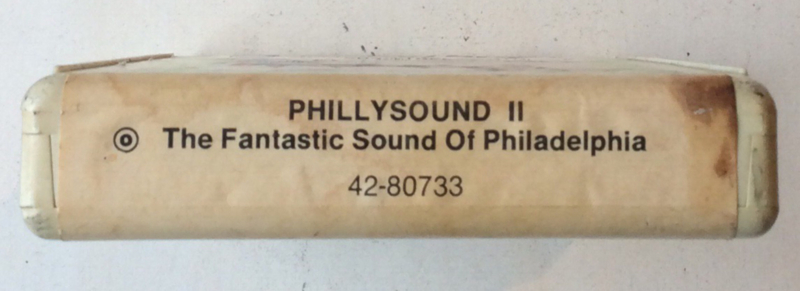 PHILLYSOUND II
◎ The Fantastic Sound Of Philadelphia
42-80733